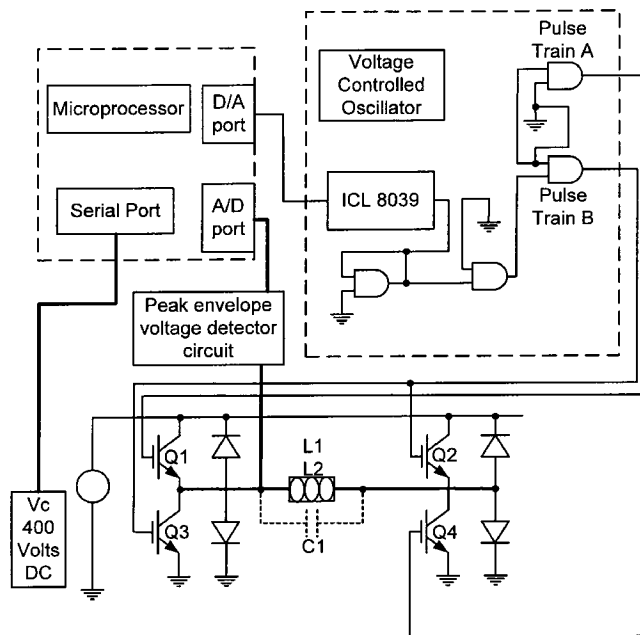 Pulse
Train A
Voltage
Controlled
Oscillator
Microprocessor
D/A
port
Serial Port
A/D
port
ICL 8039
Pulse
Train B
Peak envelope
voltage detector
circuit
Q1
L1
L2
Q2
Vc
400
Volts
DC
Q3
C1
Q4